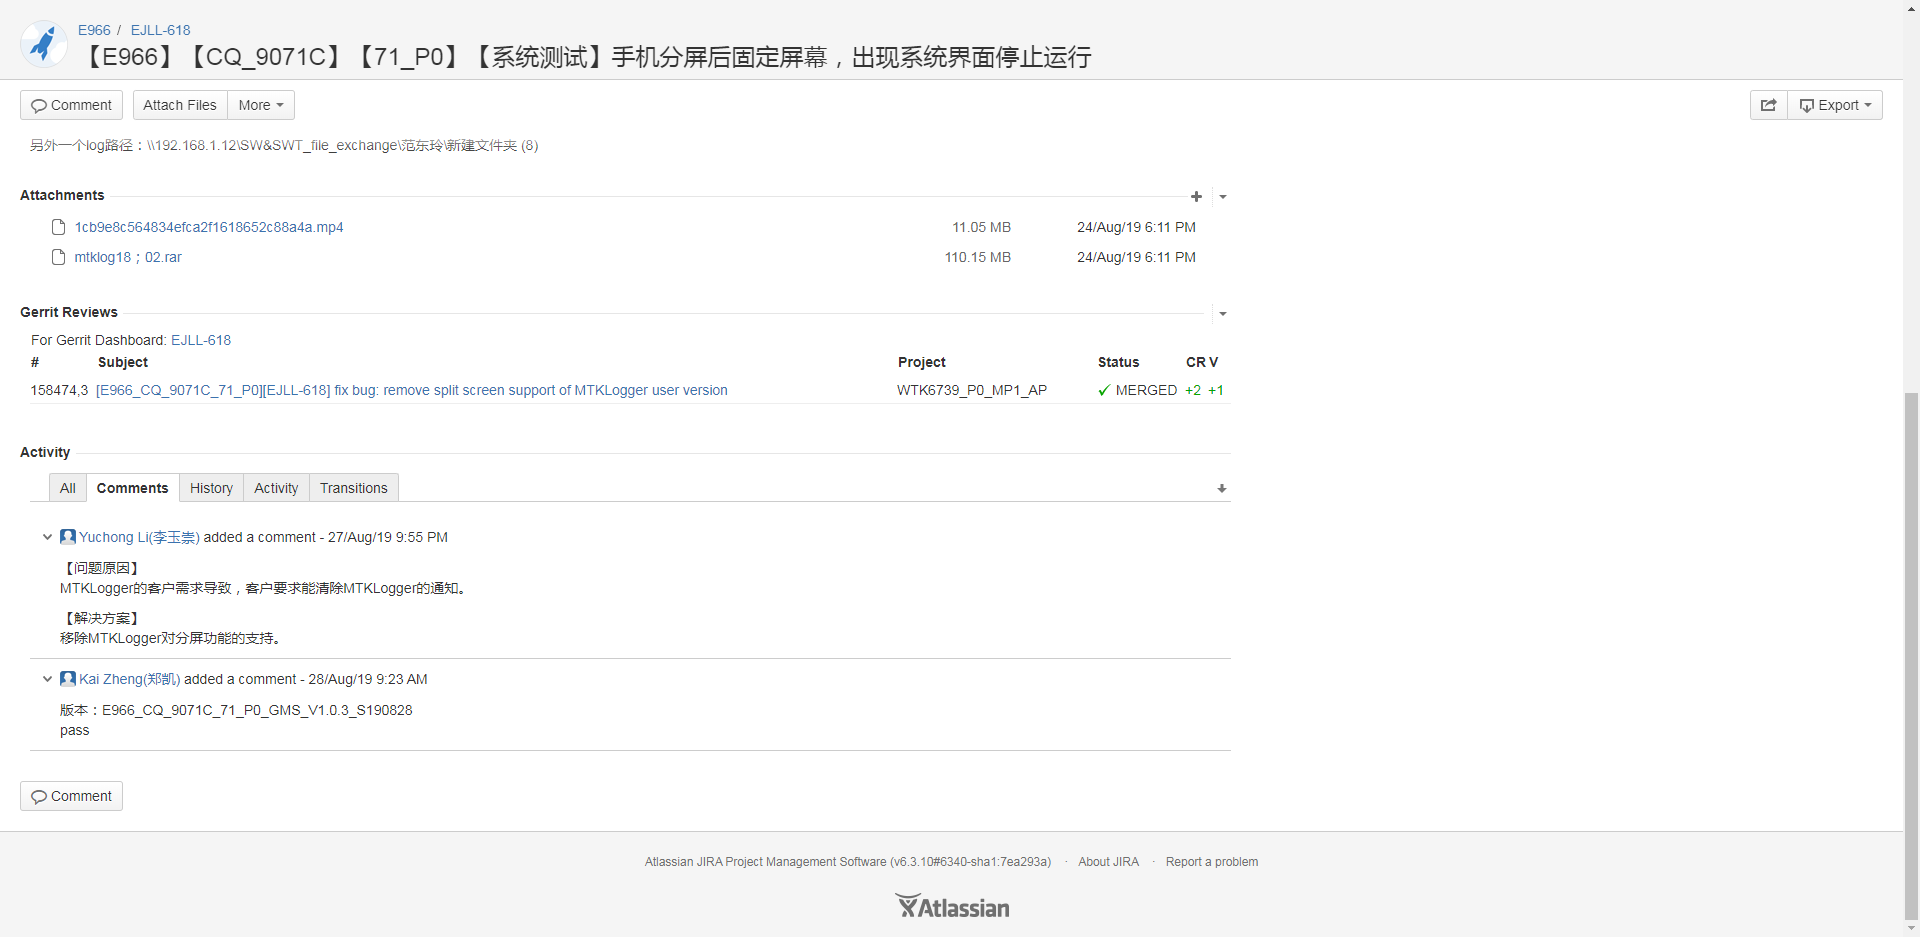 E966 / EJLL-618
【E966】【CQ_9071C】【71_P0】【系统测试】手机分屏后固定屏幕，出现系统界面停止运行
Comment Attach Files More Export
另外一个log路径：\\192.168.1.12\SW&SWT_file_exchange\范东玲\新建文件夹 (8)
Attachments
1cb9e8c564834efca2f1618652c88a4a.mp4 11.05 MB 24/Aug/19 6:11 PM
mtklog18；02.rar 110.15 MB 24/Aug/19 6:11 PM
Gerrit Reviews
For Gerrit Dashboard: EJLL-618
# Subject Project Status CR V
158474,3 [E966_CQ_9071C_71_P0][EJLL-618] fix bug: remove split screen support of MTKLogger user version WTK6739_P0_MP1_AP MERGED +2 +1
Activity
All Comments History Activity Transitions
Yuchong Li(李玉崇) added a comment - 27/Aug/19 9:55 PM
【问题原因】
MTKLogger的客户需求导致，客户要求能清除MTKLogger的通知。
【解决方案】
移除MTKLogger对分屏功能的支持。
Kai Zheng(郑凯) added a comment - 28/Aug/19 9:23 AM
版本：E966_CQ_9071C_71_P0_GMS_V1.0.3_S190828
pass
Comment
Atlassian JIRA Project Management Software (v6.3.10#6340-sha1:7ea293a) · About JIRA · Report a problem
Atlassian